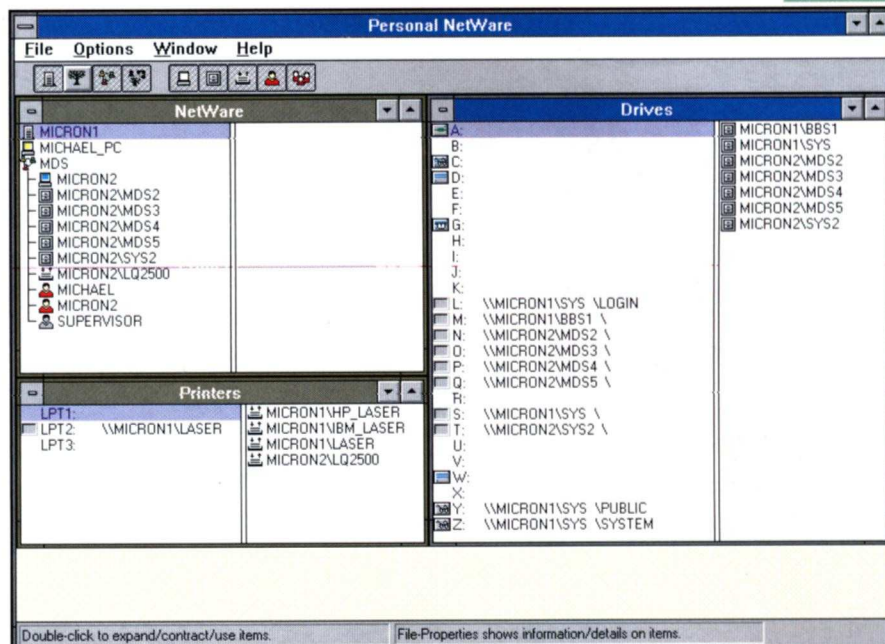 Personal NetWare
File Options Window Help
NetWare
MICRON1
MICHAEL_PC
MDS
MICRON2
MICRON2\MDS2
MICRON2\MDS3
MICRON2\MDS4
MICRON2\MDS5
MICRON2\SYS2
MICRON2\LQ2500
MICHAEL
MICRON2
SUPERVISOR
Printers
LPT1:
LPT2: \\MICRON1\LASER
LPT3:
MICRON1\HP_LASER
MICRON1\IBM_LASER
MICRON1\LASER
MICRON2\LQ2500
Drives
A:
B:
C:
D:
E:
F:
G:
H:
I:
J:
K:
L: \\MICRON1\SYS \LOGIN
M: \\MICRON1\BBS1 \
N: \\MICRON2\MDS2 \
O: \\MICRON2\MDS3 \
P: \\MICRON2\MDS4 \
Q: \\MICRON2\MDS5 \
R:
S: \\MICRON1\SYS \
T: \\MICRON2\SYS2 \
U:
V:
W:
X:
Y: \\MICRON1\SYS \PUBLIC
Z: \\MICRON1\SYS \SYSTEM
MICRON1\BBS1
MICRON1\SYS
MICRON2\MDS2
MICRON2\MDS3
MICRON2\MDS4
MICRON2\MDS5
MICRON2\SYS2
Double-click to expand/contract/use items.
File-Properties shows information/details on items.